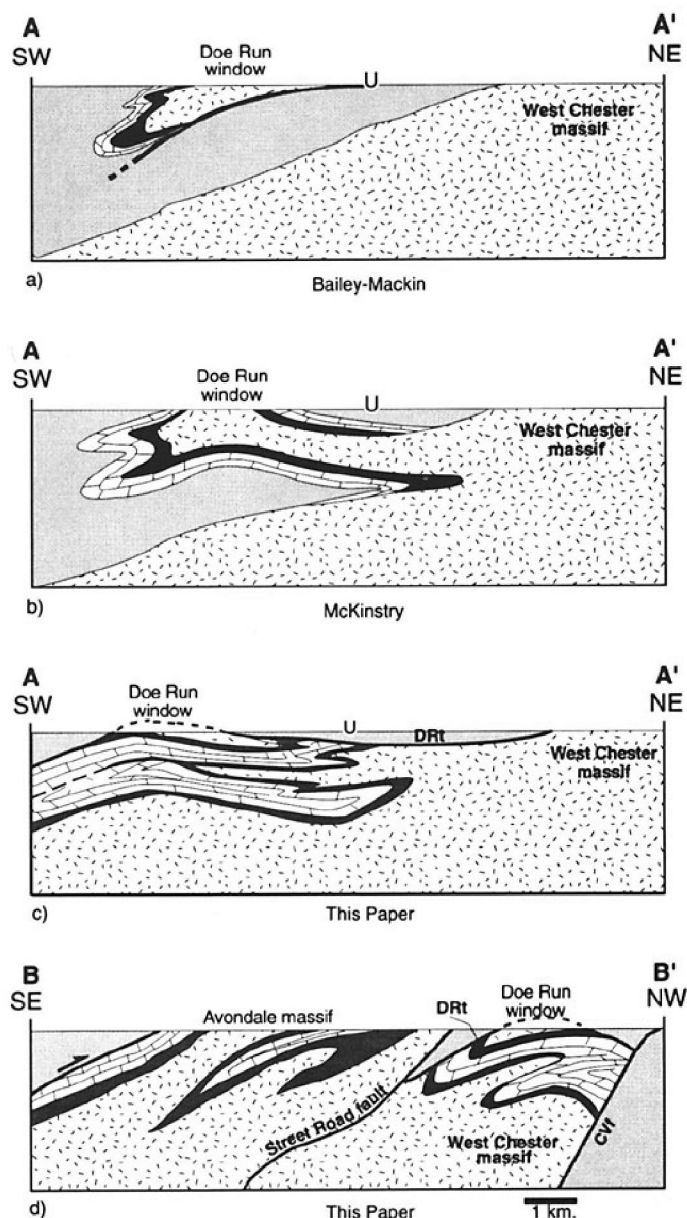 A
A'
SW
Doe Run
window
NE
U
West Chester
massif
a)
Bailey-Mackin
A
A'
SW
Doe Run
window
NE
U
West Chester
massif
b)
McKinstry
A
A'
SW
Doe Run
window
NE
U
DRt
West Chester
massif
c)
This Paper
B
B'
SE
Avondale massif
DRt
Doe Run
window
NW
Street Road fault
West Chester
massif
CVf
d)
This Paper
1 km.